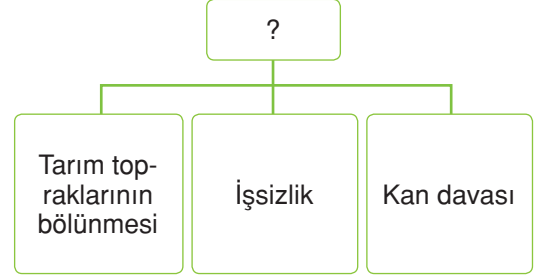 ?
Tarım top-
raklarının
bölünmesi
İşsizlik
Kan davası